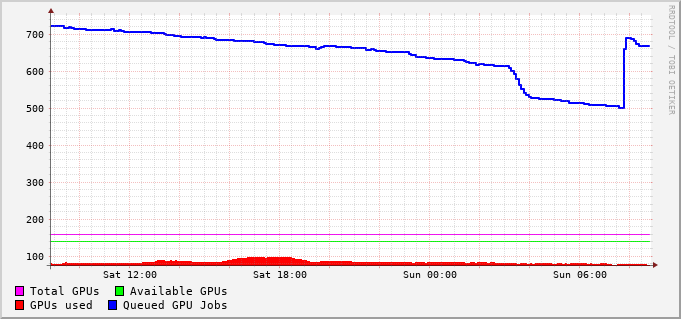 RRDTOOL / TOBI OETIKER
700
600
500
400
300
200
100
Sat 12:00 Sat 18:00 Sun 00:00 Sun 06:00
Total GPUs Available GPUs
GPUs used Queued GPU Jobs